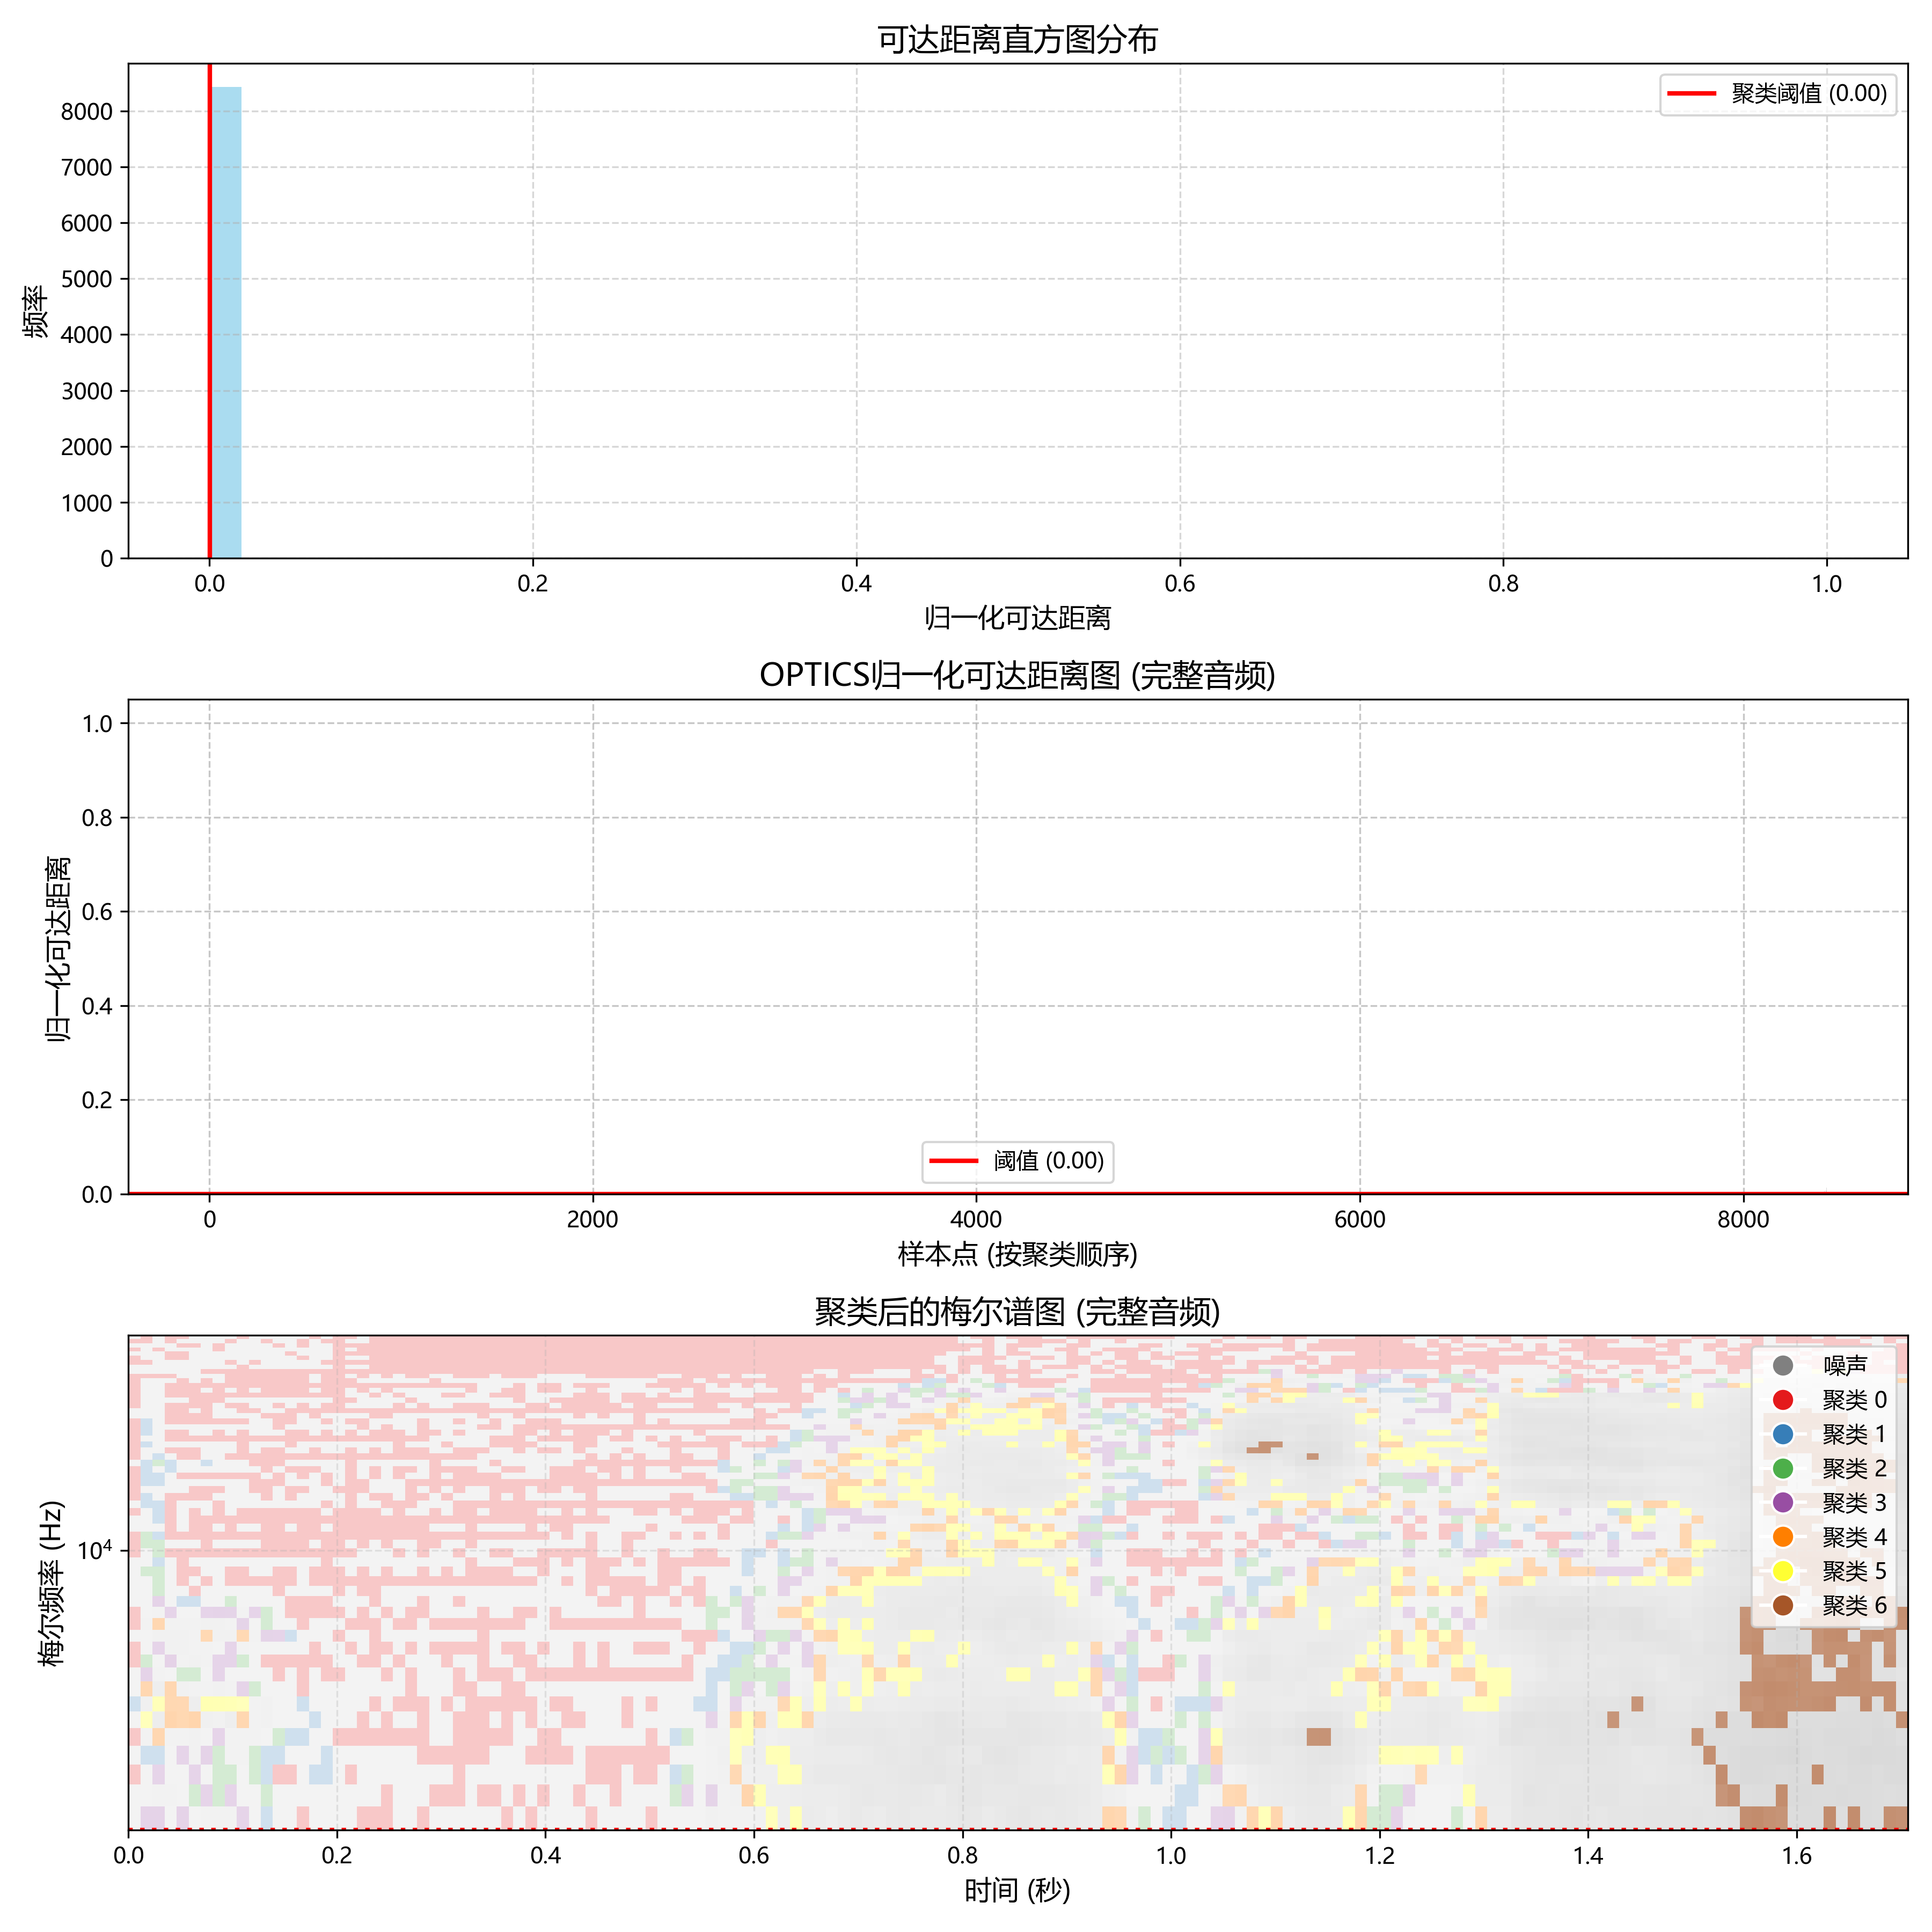 可达距离直方图分布
聚类阈值 (0.00)
8000
7000
6000
5000
4000
3000
2000
1000
0
频率
0.0 0.2 0.4 0.6 0.8 1.0
归一化可达距离
OPTICS归一化可达距离图 (完整音频)
1.0
0.8
0.6
0.4
0.2
0.0
归一化可达距离
阈值 (0.00)
0 2000 4000 6000 8000
样本点 (按聚类顺序)
聚类后的梅尔谱图 (完整音频)
噪声
聚类 0
聚类 1
聚类 2
聚类 3
聚类 4
聚类 5
聚类 6
10⁴
梅尔频率 (Hz)
0.0 0.2 0.4 0.6 0.8 1.0 1.2 1.4 1.6
时间 (秒)